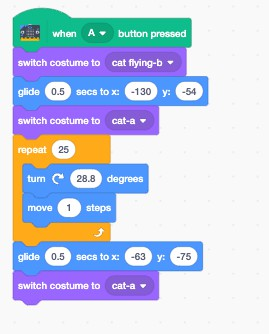 when A button pressed
switch costume to cat flying-b
glide 0.5 secs to x: -130 y: -54
switch costume to cat-a
repeat 25
turn 28.8 degrees
move 1 steps
glide 0.5 secs to x: -63 y: -75
switch costume to cat-a